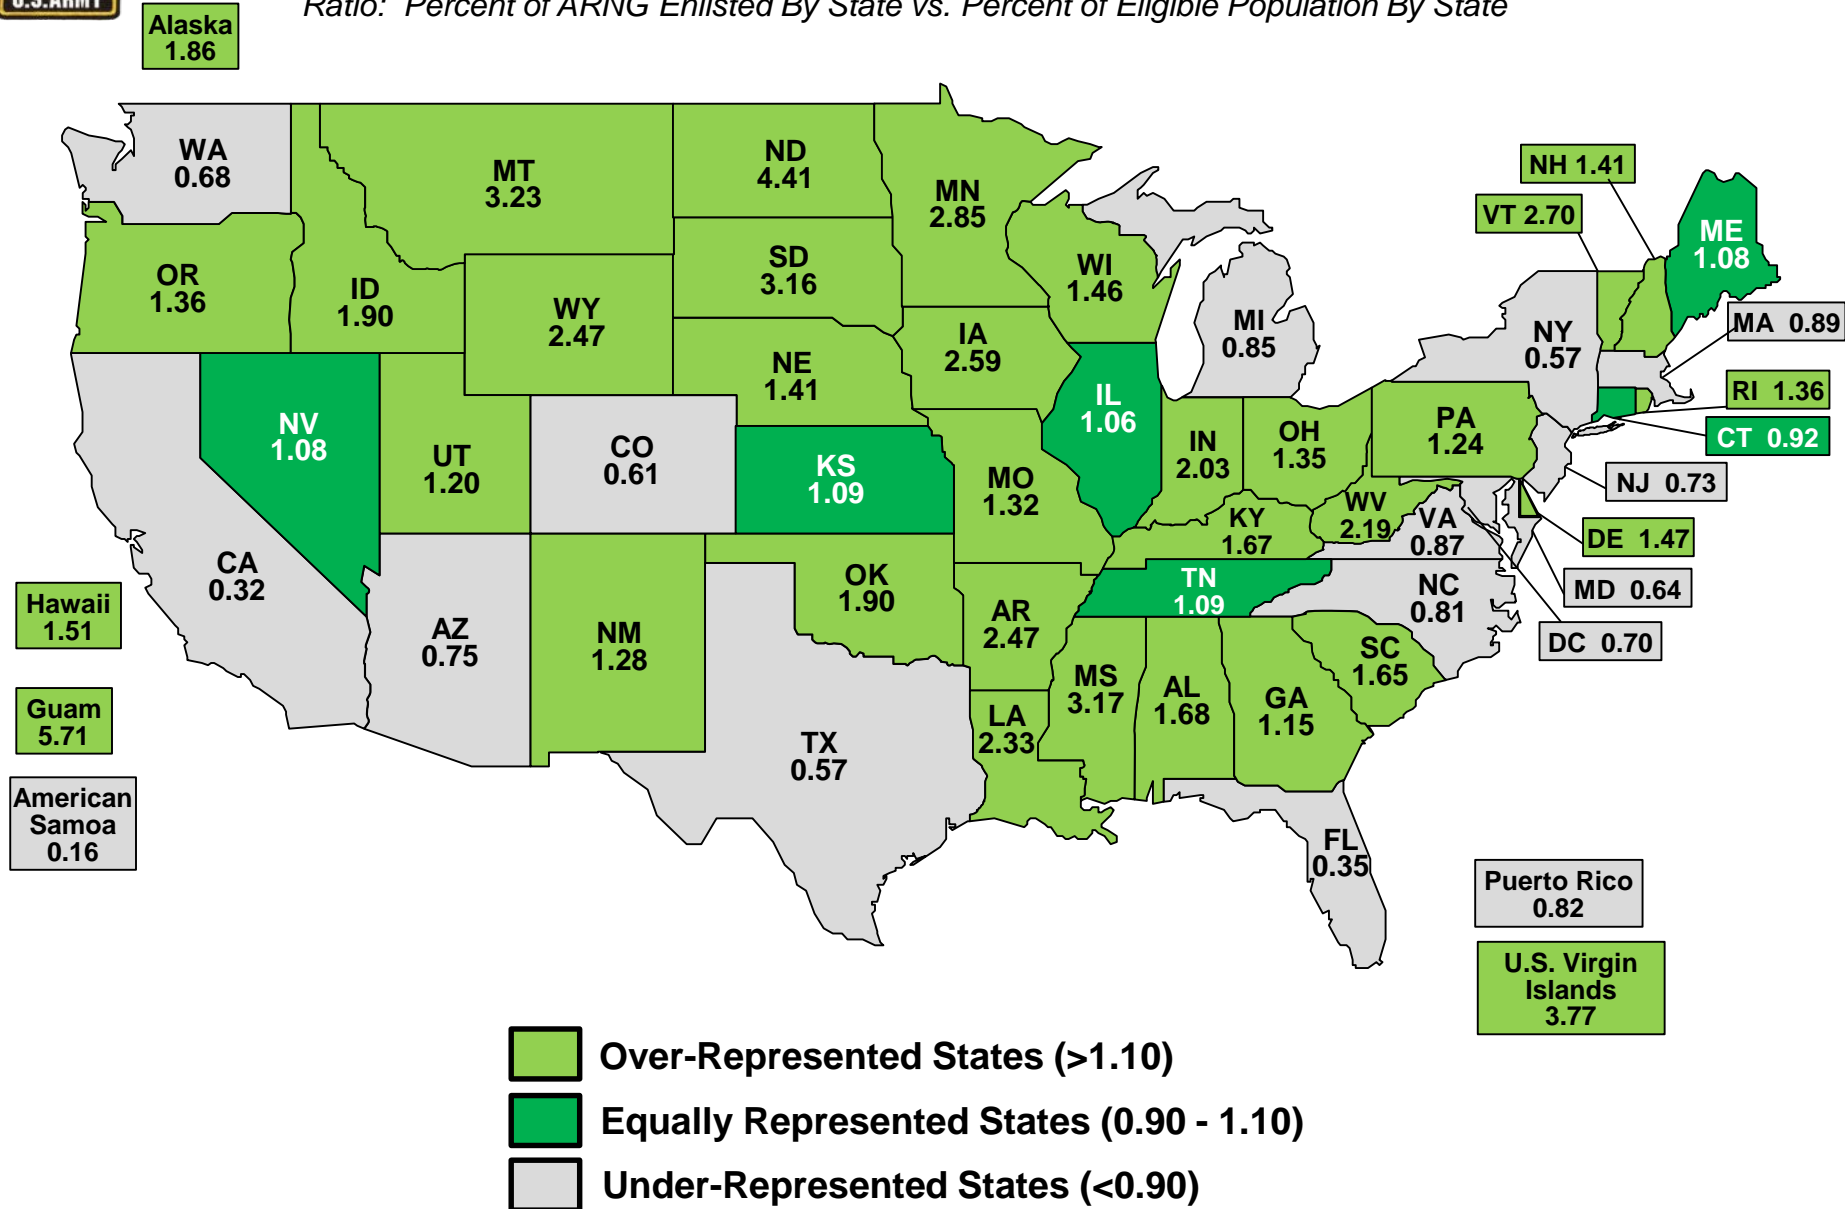 U.S.ARMY
Ratio: Percent of ARNG Enlisted By State vs. Percent of Eligible Population By State
Alaska
1.86
WA
0.68
MT
3.23
ND
4.41
MN
2.85
NH 1.41
VT 2.70
ME
1.08
OR
1.36
ID
1.90
WY
2.47
SD
3.16
WI
1.46
MI
0.85
NY
0.57
MA 0.89
NE
1.41
IA
2.59
RI 1.36
CT 0.92
NV
1.08
UT
1.20
CO
0.61
KS
1.09
MO
1.32
IL
1.06
IN
2.03
OH
1.35
PA
1.24
NJ 0.73
WV
2.19
VA
0.87
KY
1.67
DE 1.47
MD 0.64
DC 0.70
CA
0.32
AZ
0.75
NM
1.28
OK
1.90
AR
2.47
TN
1.09
NC
0.81
SC
1.65
Hawaii
1.51
Guam
5.71
American
Samoa
0.16
TX
0.57
LA
2.33
MS
3.17
AL
1.68
GA
1.15
FL
0.35
Puerto Rico
0.82
U.S. Virgin
Islands
3.77
Over-Represented States (>1.10)
Equally Represented States (0.90 - 1.10)
Under-Represented States (<0.90)